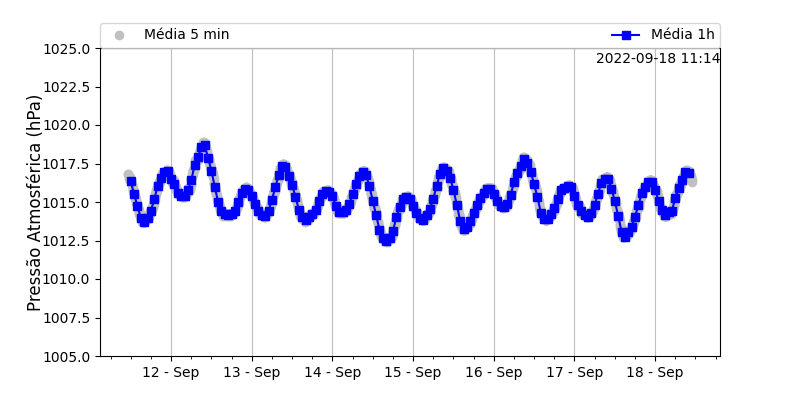 Média 5 min
Média 1h
2022-09-18 11:14
Pressão Atmosférica (hPa)
1025.0
1022.5
1020.0
1017.5
1015.0
1012.5
1010.0
1007.5
1005.0
12 - Sep
13 - Sep
14 - Sep
15 - Sep
16 - Sep
17 - Sep
18 - Sep